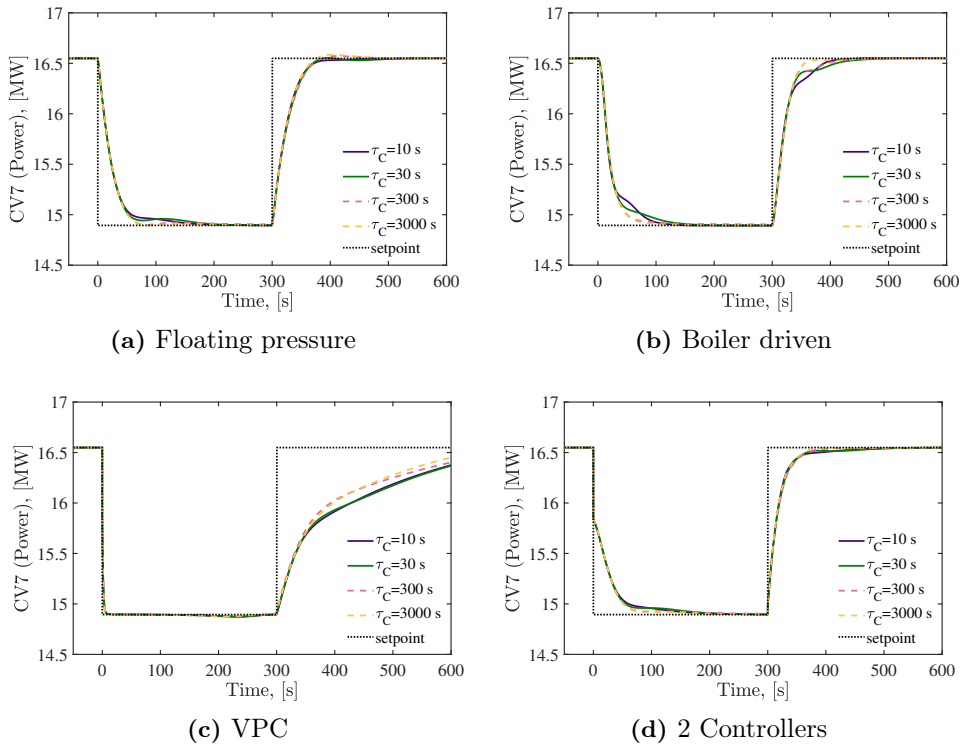 17
16.5
16
15.5
15
14.5
CV7 (Power), [MW]
τC=10 s
τC=30 s
τC=300 s
τC=3000 s
setpoint
0 100 200 300 400 500 600
Time, [s]
(a) Floating pressure
17
16.5
16
15.5
15
14.5
CV7 (Power), [MW]
τC=10 s
τC=30 s
τC=300 s
τC=3000 s
setpoint
0 100 200 300 400 500 600
Time, [s]
(b) Boiler driven
17
16.5
16
15.5
15
14.5
CV7 (Power), [MW]
τC=10 s
τC=30 s
τC=300 s
τC=3000 s
setpoint
0 100 200 300 400 500 600
Time, [s]
(c) VPC
17
16.5
16
15.5
15
14.5
CV7 (Power), [MW]
τC=10 s
τC=30 s
τC=300 s
τC=3000 s
setpoint
0 100 200 300 400 500 600
Time, [s]
(d) 2 Controllers